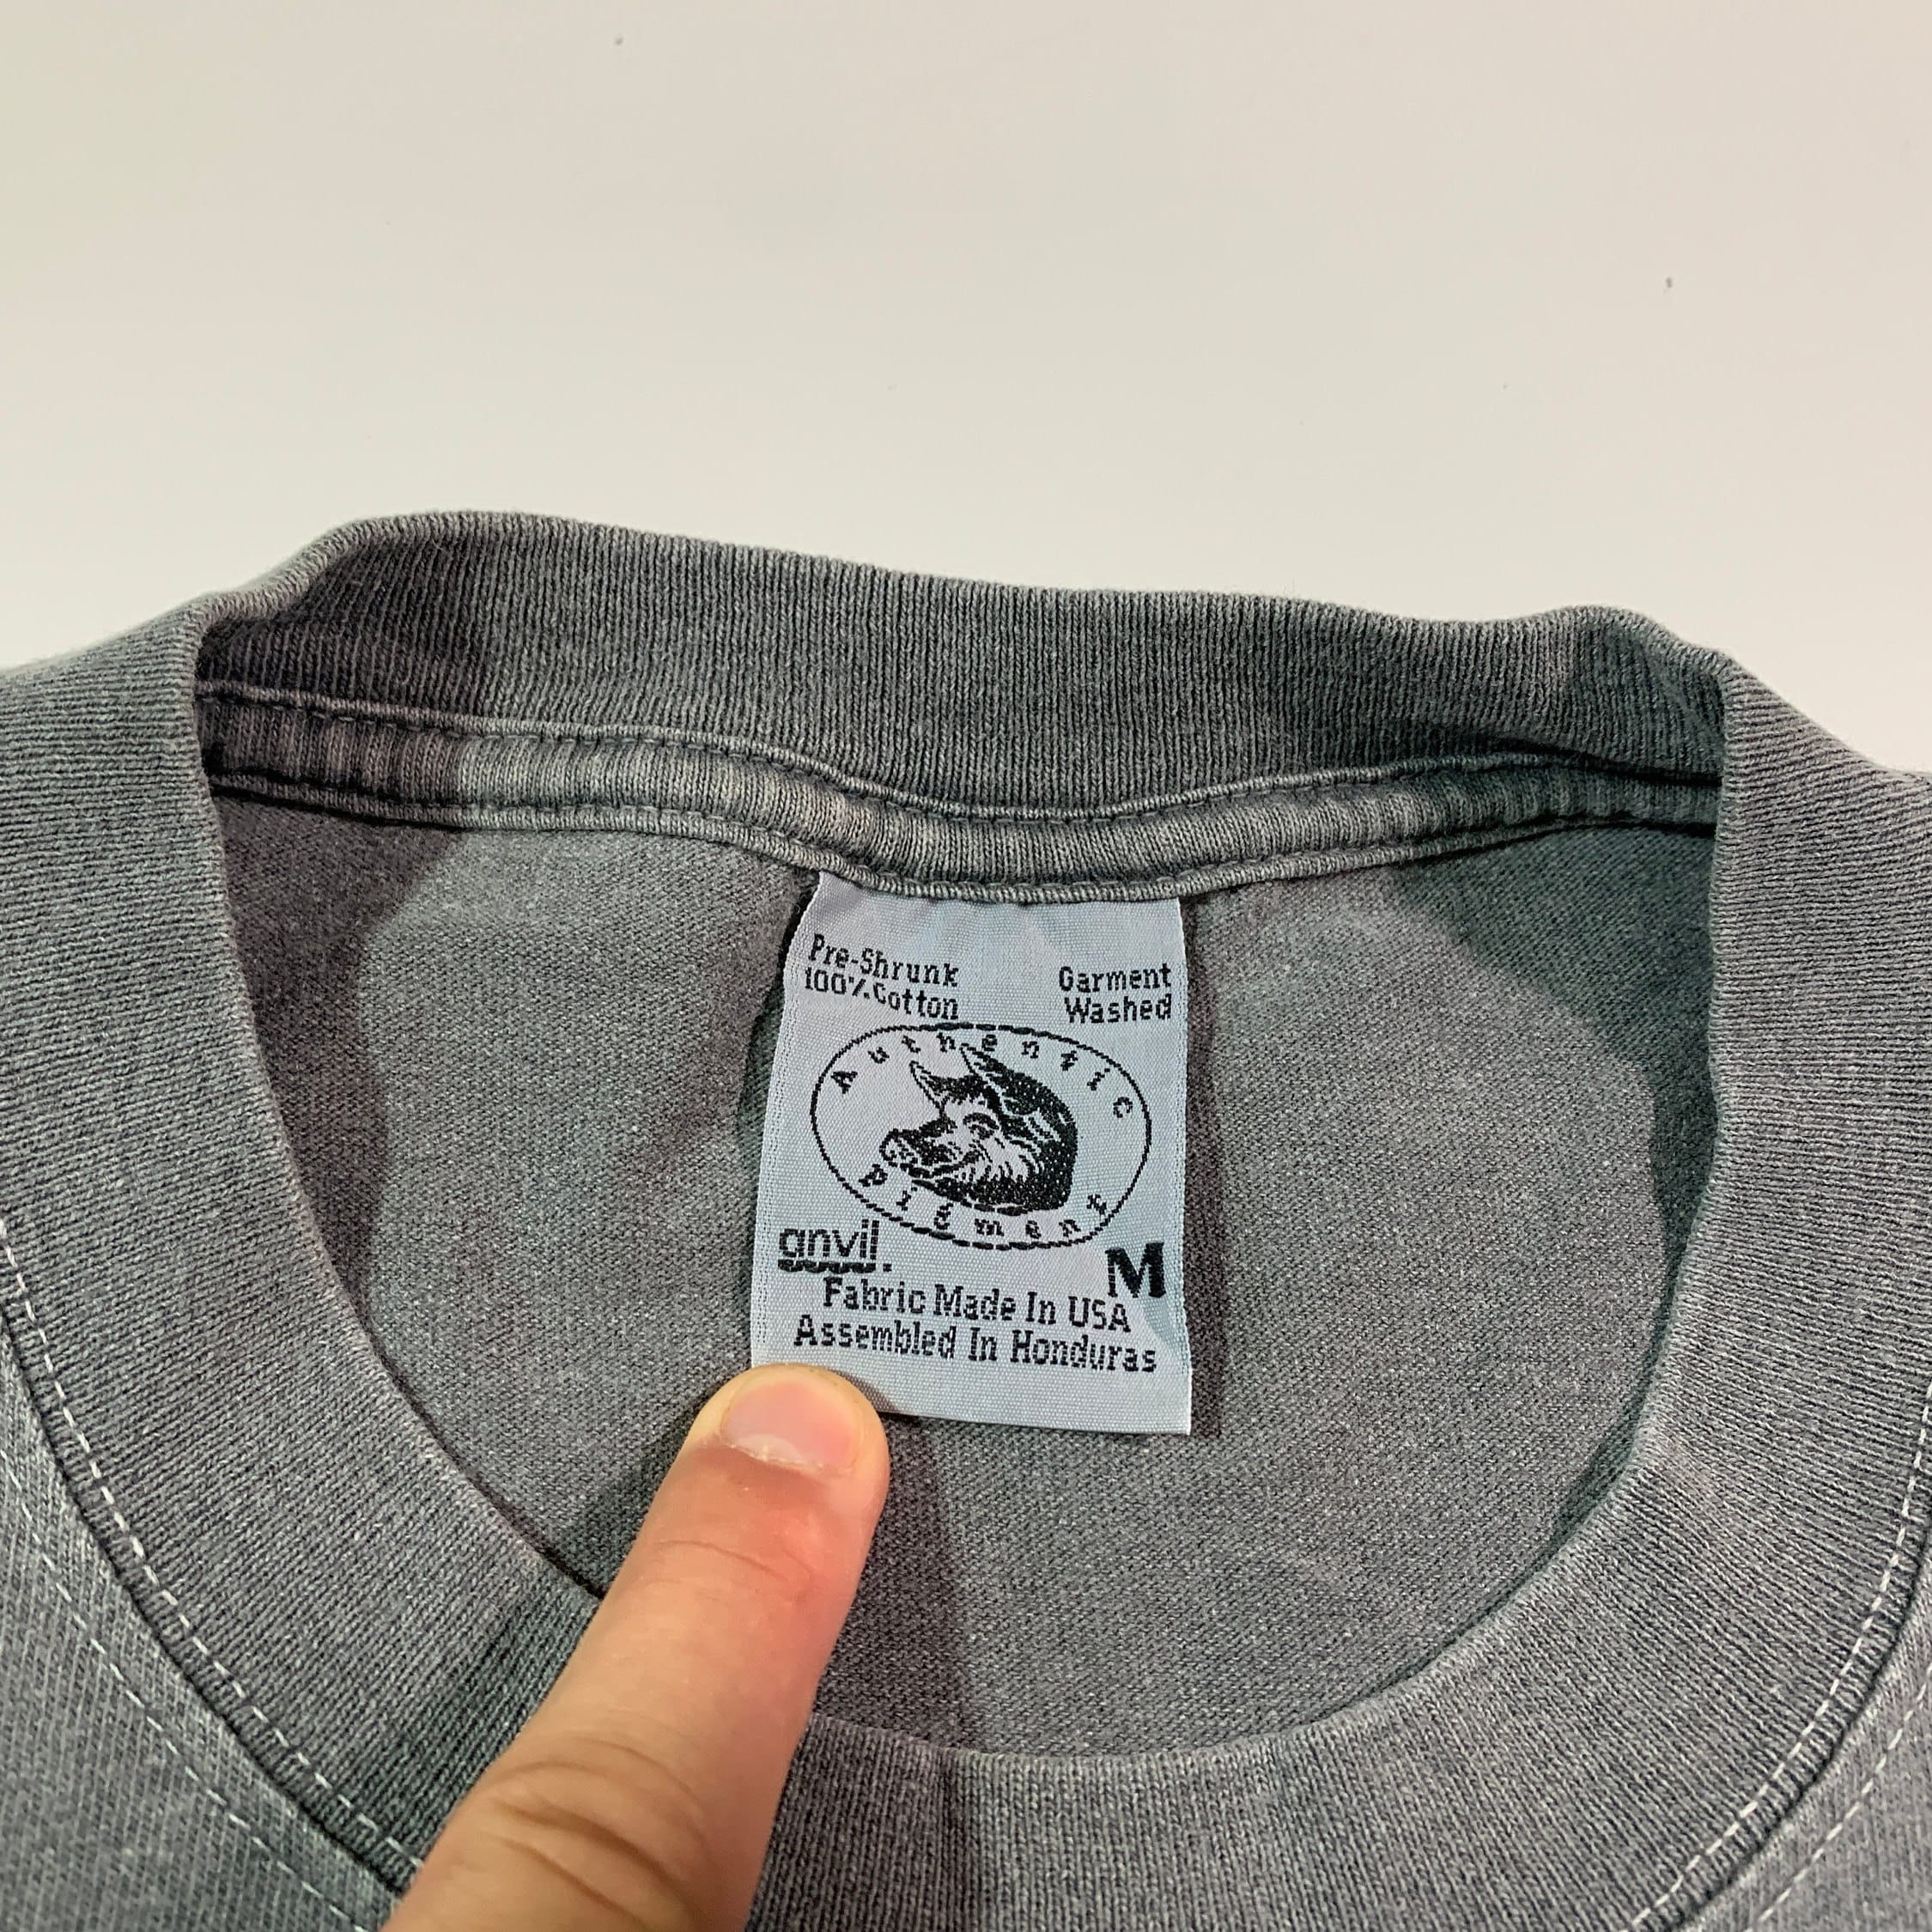 Pre-Shrunk
100% Cotton
Garment
Washed
Authentic
Pigment
anvil.
M
Fabric Made In USA
Assembled In Honduras